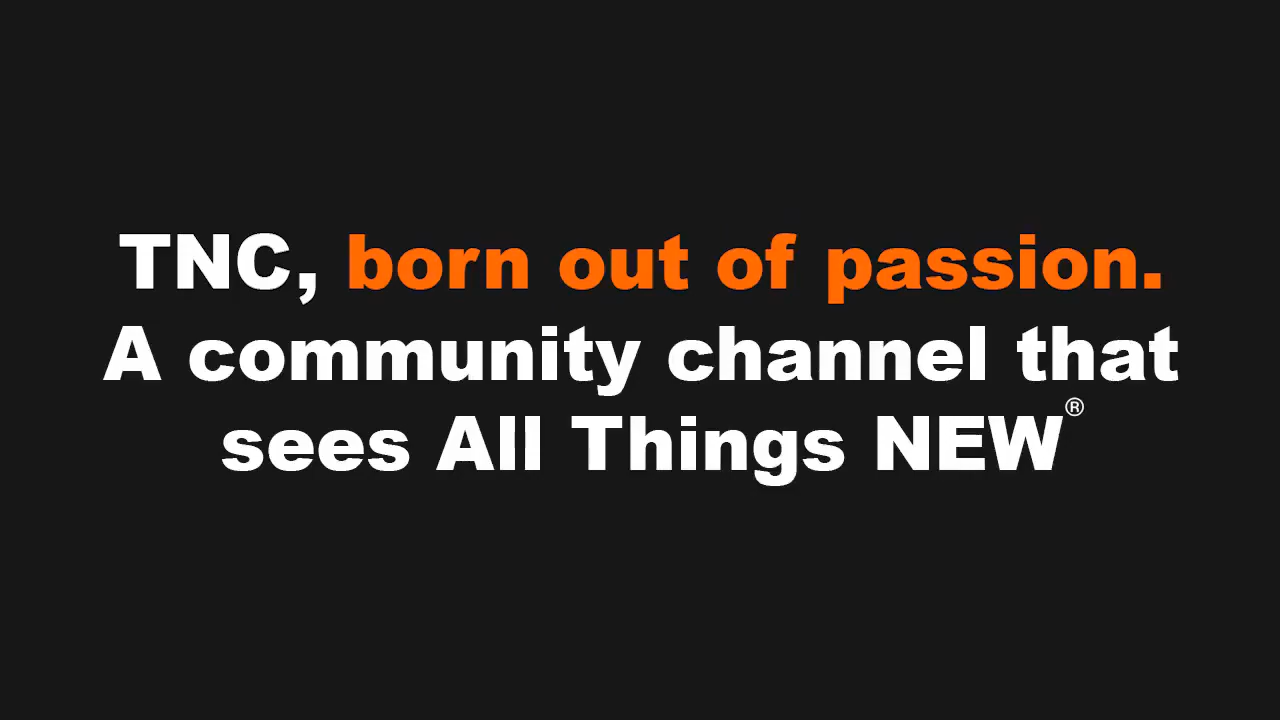 TNC, born out of passion.
A community channel that
sees All Things NEW®